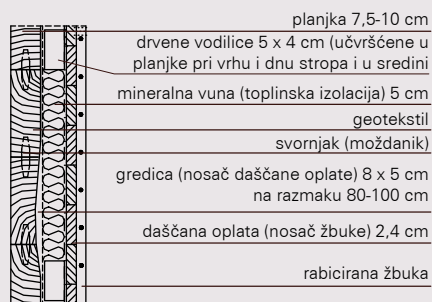 planjka 7,5-10 cm
drvene vodilice 5 x 4 cm (učvršćene u
planjke pri vrhu i dnu stropa i u sredini
mineralna vuna (toplinska izolacija) 5 cm
geotekstil
svornjak (moždanik)
gredica (nosač daščane oplate) 8 x 5 cm
na razmaku 80-100 cm
daščana oplata (nosač žbuke) 2,4 cm
rabicirana žbuka